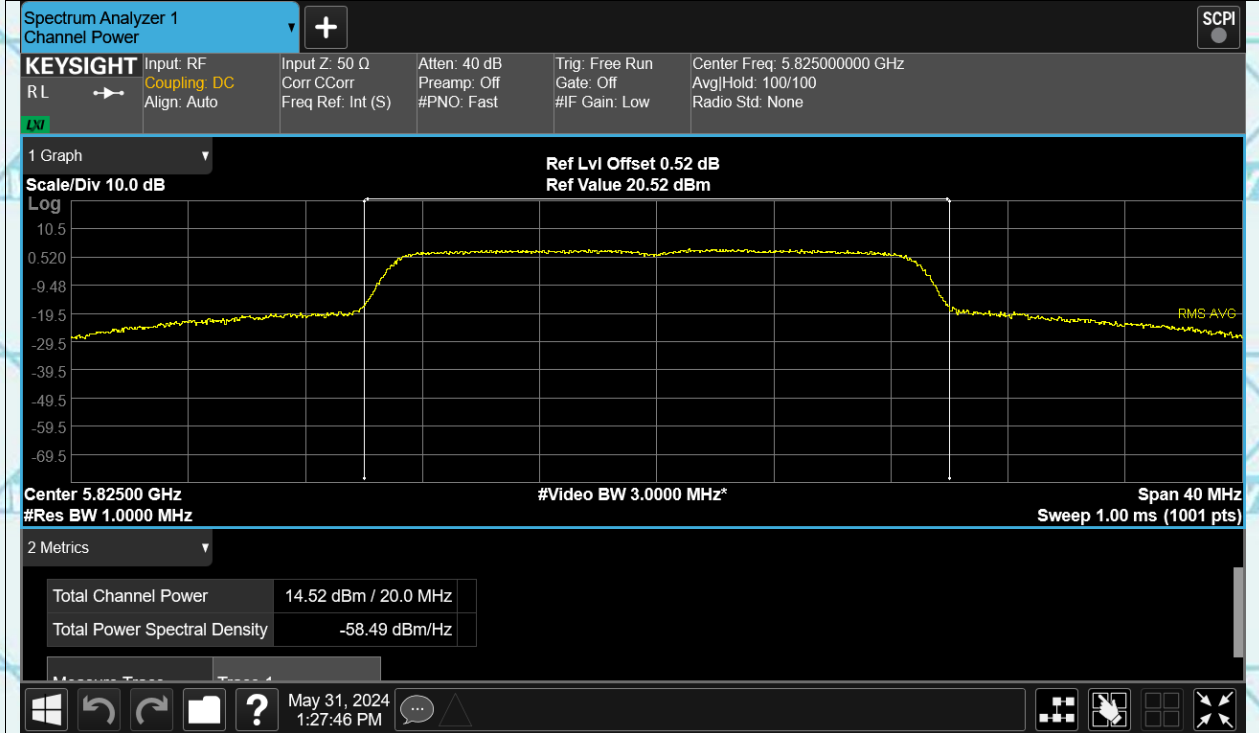 Spectrum Analyzer 1
Channel Power
SCPI
KEYSIGHT
R L
LXI
Input: RF
Coupling: DC
Align: Auto
Input Z: 50 Ω
Corr CCorr
Freq Ref: Int (S)
Atten: 40 dB
Preamp: Off
#PNO: Fast
Trig: Free Run
Gate: Off
#IF Gain: Low
Center Freq: 5.825000000 GHz
Avg|Hold: 100/100
Radio Std: None
1 Graph
Scale/Div 10.0 dB
Ref Lvl Offset 0.52 dB
Ref Value 20.52 dBm
Log
10.5
0.520
-9.48
-19.5
-29.5
-39.5
-49.5
-59.5
-69.5
RMS AVG
Center 5.82500 GHz
#Res BW 1.0000 MHz
#Video BW 3.0000 MHz*
Span 40 MHz
Sweep 1.00 ms (1001 pts)
2 Metrics
Total Channel Power 14.52 dBm / 20.0 MHz
Total Power Spectral Density -58.49 dBm/Hz
Measure Trace Trace 1
?
May 31, 2024
1:27:46 PM